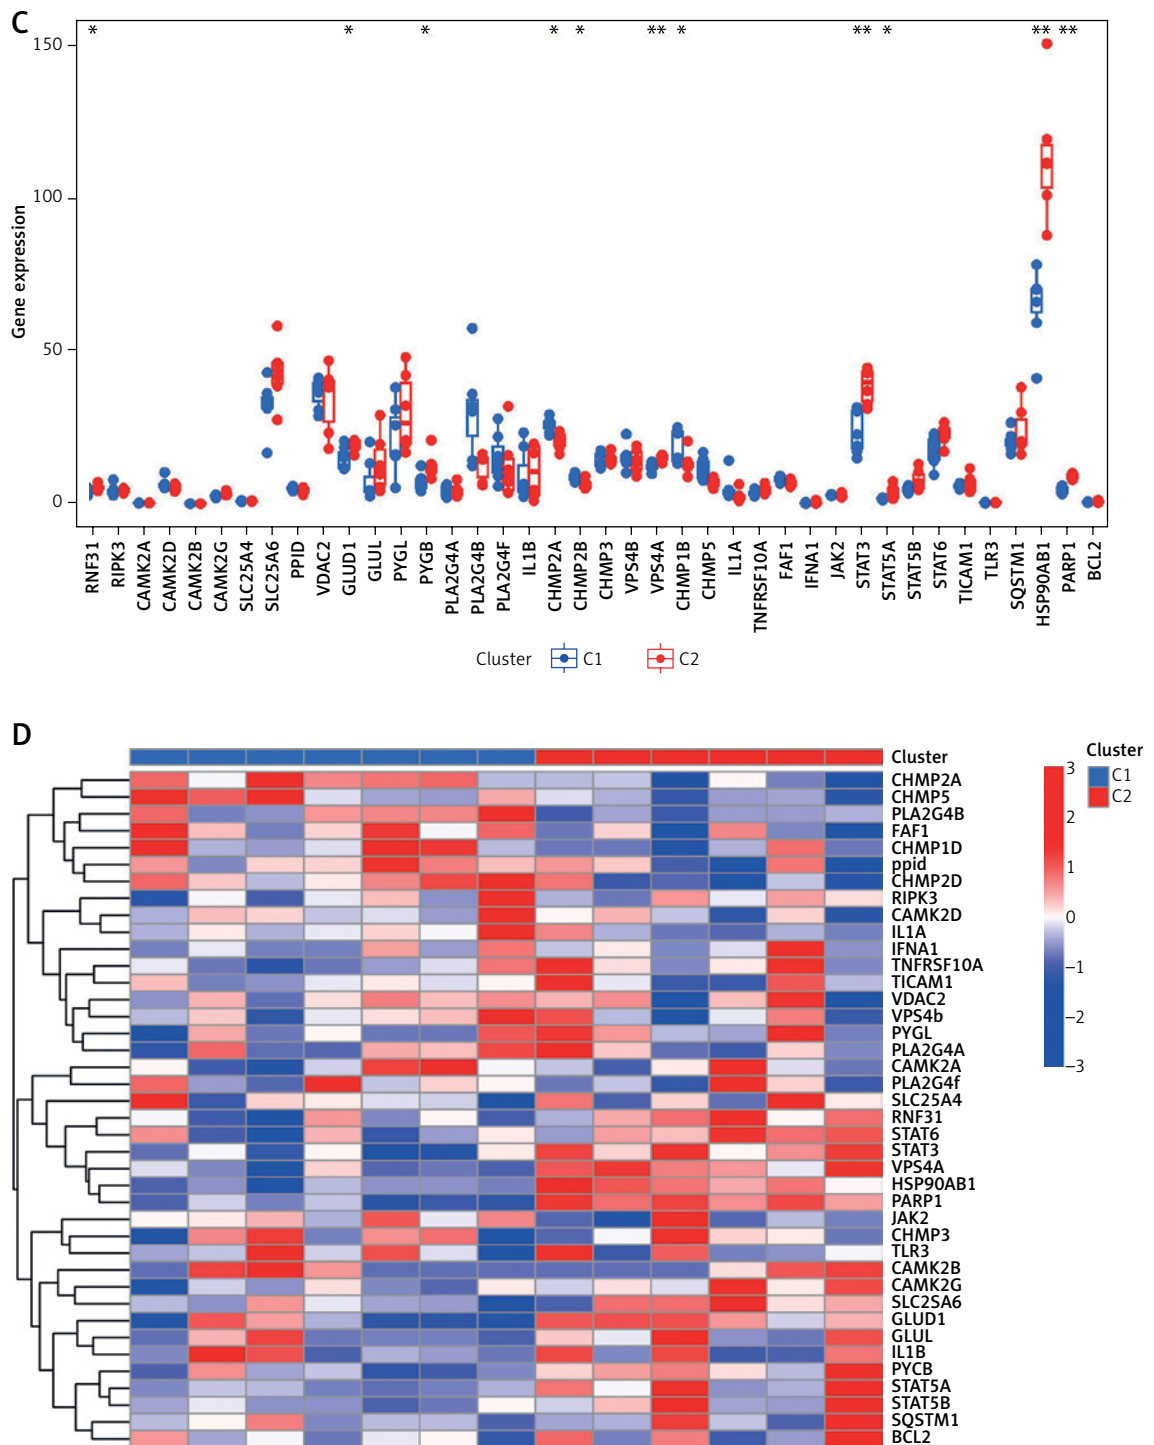 C
* * * * * ** * ** * ** **
150
100
50
0
Gene expression
RNF31
RIPK3
CAMK2A
CAMK2D
CAMK2B
CAMK2G
SLC25A4
SLC25A6
PPID
VDAC2
GLUD1
GLUL
PYGL
PYGB
PLA2G4A
PLA2G4B
PLA2G4F
IL1B
CHMP2A
CHMP2B
CHMP3
VPS4B
VPS4A
CHMP1B
CHMP5
IL1A
TNFRSF10A
FAF1
IFNA1
JAK2
STAT3
STAT5A
STAT5B
STAT6
TICAM1
TLR3
SQSTM1
HSP90AB1
PARP1
BCL2
Cluster C1 C2
D
Cluster
CHMP2A
CHMP5
PLA2G4B
FAF1
CHMP1D
ppid
CHMP2D
RIPK3
CAMK2D
IL1A
IFNA1
TNFRSF10A
TICAM1
VDAC2
VPS4b
PYGL
PLA2G4A
CAMK2A
PLA2G4f
SLC25A4
RNF31
STAT6
STAT3
VPS4A
HSP90AB1
PARP1
JAK2
CHMP3
TLR3
CAMK2B
CAMK2G
SLC2SA6
GLUD1
GLUL
IL1B
PYCB
STAT5A
STAT5B
SQSTM1
BCL2
3
2
1
0
–1
–2
–3
Cluster
C1
C2